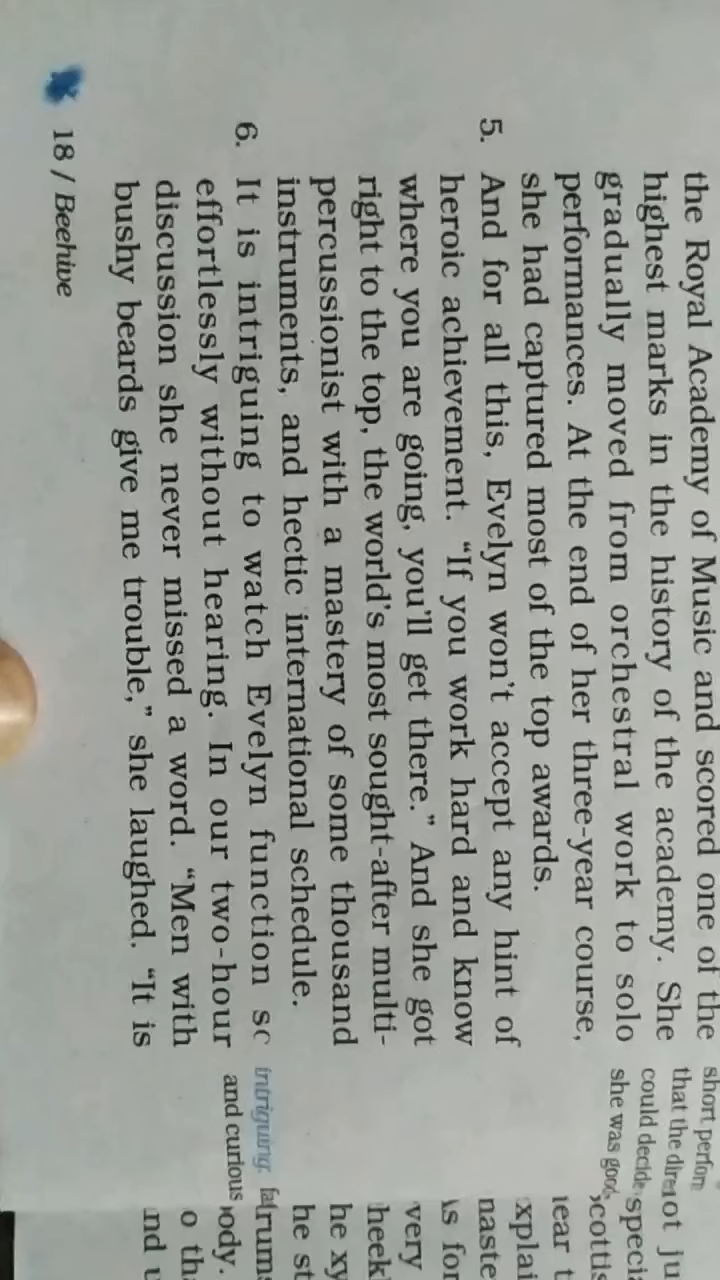 the Royal Academy of Music and scored one of the
highest marks in the history of the academy. She
gradually moved from orchestral work to solo
performances. At the end of her three-year course,
she had captured most of the top awards.
5. And for all this, Evelyn won't accept any hint of
heroic achievement. “If you work hard and know
where you are going, you'll get there.” And she got
right to the top, the world's most sought-after multi-
percussionist with a mastery of some thousand
instruments, and hectic international schedule.
6. It is intriguing to watch Evelyn function
effortlessly without hearing. In our two-hour
discussion she never missed a word. “Men with
bushy beards give me trouble,” she laughed. “It is
18 / Beehive
short
that the
could decide
she was
intriguing:
and curious
very